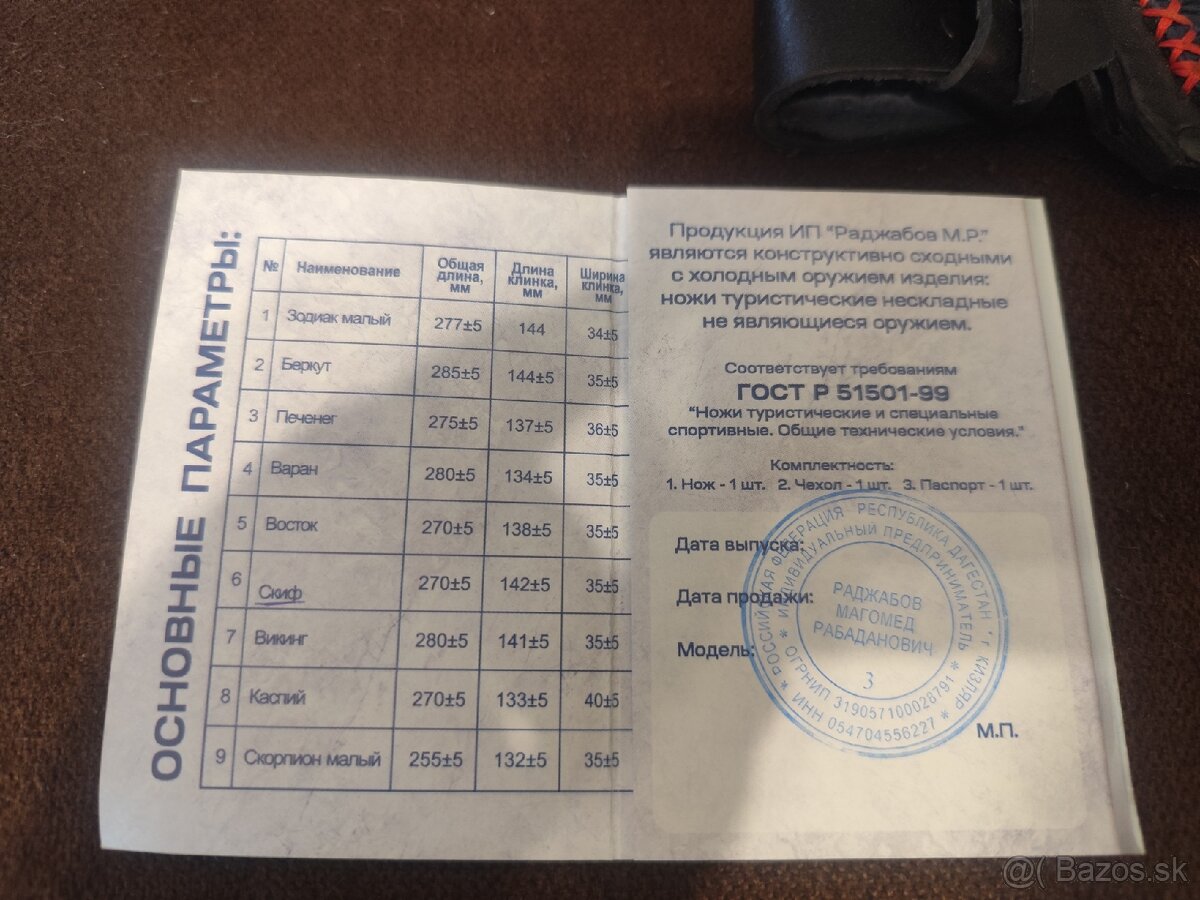 ОСНОВНЫЕ ПАРАМЕТРЫ:
№ Наименование Общая длина, мм Длина клинка, мм Ширина клинка, мм
1 Зодиак малый 277±5 144 34±5
2 Беркут 285±5 144±5 35±5
3 Печенег 275±5 137±5 36±5
4 Варан 280±5 134±5 35±5
5 Восток 270±5 138±5 35±5
6 Скиф 270±5 142±5 35±5
7 Викинг 280±5 141±5 35±5
8 Каспий 270±5 133±5 40±5
9 Скорпион малый 255±5 132±5 35±5
Продукция ИП "Раджабов М.Р."
являются конструктивно сходными
с холодным оружием изделия:
ножи туристические нескладные
не являющиеся оружием.
Соответствует требованиям
ГОСТ Р 51501-99
"Ножи туристические и специальные
спортивные. Общие технические условия."
Комплектность:
1. Нож - 1 шт. 2. Чехол - 1 шт. 3. Паспорт - 1 шт.
Дата выпуска:
Дата продажи:
Модель:
М.П.
* РОССИЙСКАЯ ФЕДЕРАЦИЯ РЕСПУБЛИКА ДАГЕСТАН * г КИЗЛЯР
* ИНДИВИДУАЛЬНЫЙ ПРЕДПРИНИМАТЕЛЬ *
ОГРНИП 319057100028791
* ИНН 054704556227 *
РАДЖАБОВ
МАГОМЕД
РАБАДАНОВИЧ
3
@( Bazos.sk